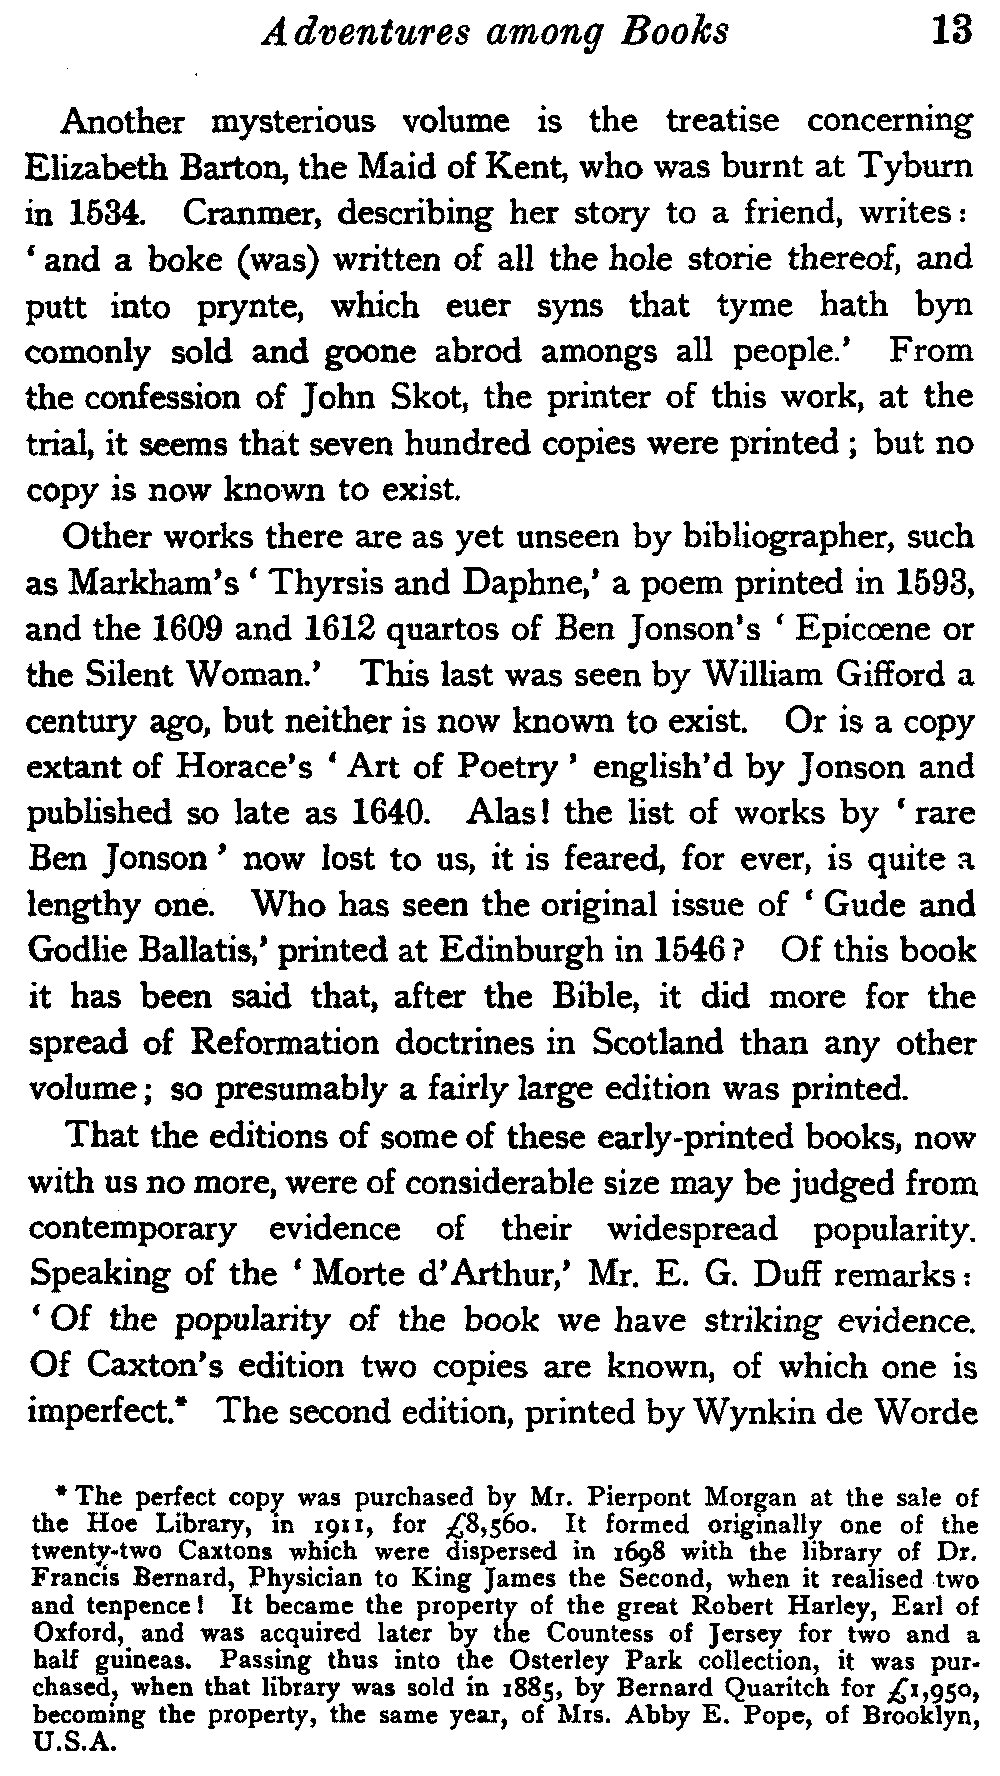 Adventures among Books 13
Another mysterious volume is the treatise concerning
Elizabeth Barton, the Maid of Kent, who was burnt at Tyburn
in 1534. Cranmer, describing her story to a friend, writes:
‘and a boke (was) written of all the hole storie thereof, and
putt into prynte, which euer syns that tyme hath byn
comonly sold and goone abrod amongs all people.’ From
the confession of John Skot, the printer of this work, at the
trial, it seems that seven hundred copies were printed; but no
copy is now known to exist.
Other works there are as yet unseen by bibliographer, such
as Markham’s ‘Thyrsis and Daphne,’ a poem printed in 1593,
and the 1609 and 1612 quartos of Ben Jonson’s ‘Epicœne or
the Silent Woman.’ This last was seen by William Gifford a
century ago, but neither is now known to exist. Or is a copy
extant of Horace’s ‘Art of Poetry’ english’d by Jonson and
published so late as 1640. Alas! the list of works by ‘rare
Ben Jonson’ now lost to us, it is feared, for ever, is quite a
lengthy one. Who has seen the original issue of ‘Gude and
Godlie Ballatis,’ printed at Edinburgh in 1546? Of this book
it has been said that, after the Bible, it did more for the
spread of Reformation doctrines in Scotland than any other
volume; so presumably a fairly large edition was printed.
That the editions of some of these early-printed books, now
with us no more, were of considerable size may be judged from
contemporary evidence of their widespread popularity.
Speaking of the ‘Morte d’Arthur,’ Mr. E. G. Duff remarks:
‘Of the popularity of the book we have striking evidence.
Of Caxton’s edition two copies are known, of which one is
imperfect.* The second edition, printed by Wynkin de Worde
* The perfect copy was purchased by Mr. Pierpont Morgan at the sale of
the Hoe Library, in 1911, for £8,560. It formed originally one of the
twenty-two Caxtons which were dispersed in 1698 with the library of Dr.
Francis Bernard, Physician to King James the Second, when it realised two
and tenpence! It became the property of the great Robert Harley, Earl of
Oxford, and was acquired later by the Countess of Jersey for two and a
half guineas. Passing thus into the Osterley Park collection, it was pur-
chased, when that library was sold in 1885, by Bernard Quaritch for £1,950,
becoming the property, the same year, of Mrs. Abby E. Pope, of Brooklyn,
U.S.A.